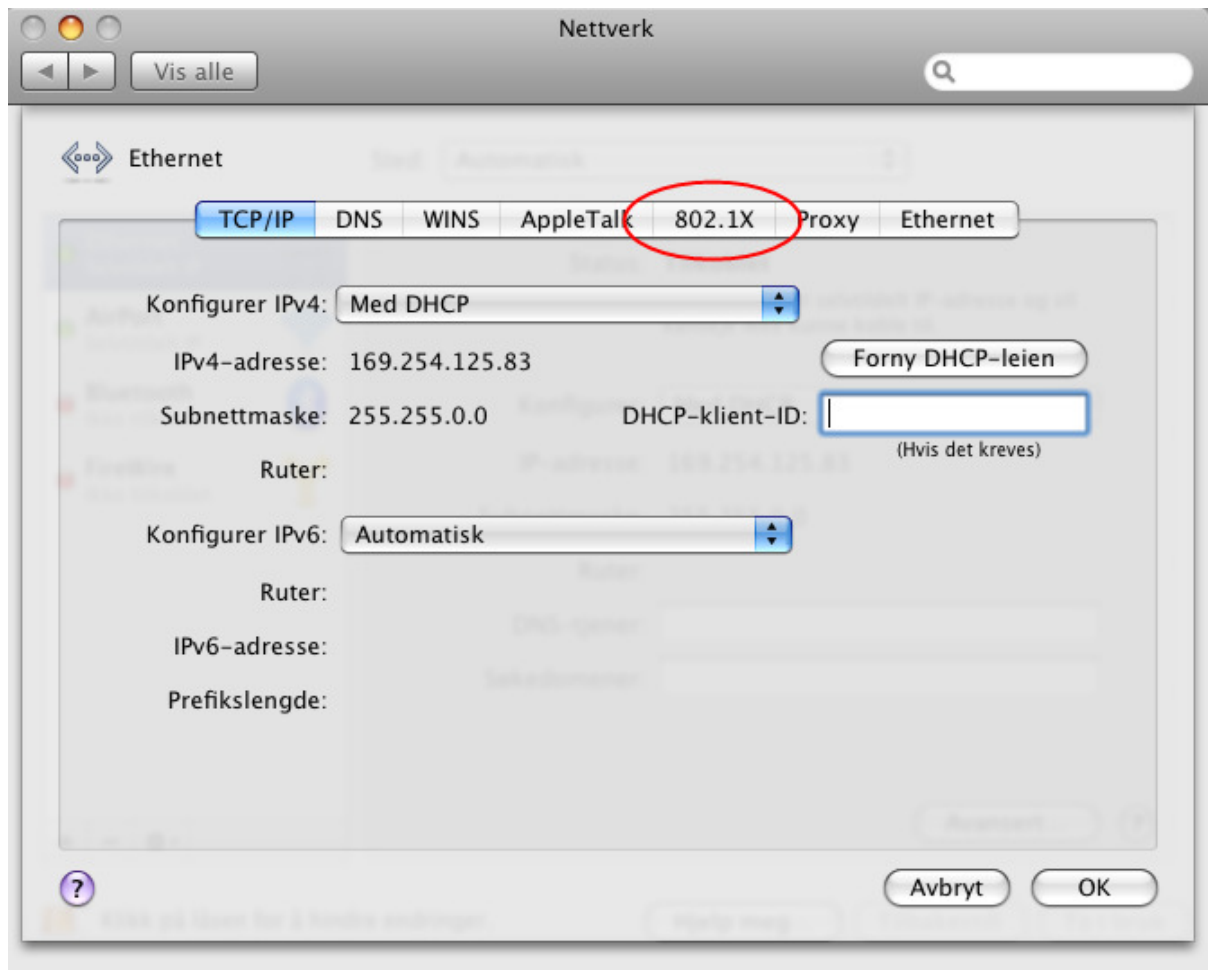 Nettverk
Vis alle
Ethernet
Sted: Automatisk
TCP/IP DNS WINS AppleTalk 802.1X Proxy Ethernet
Konfigurer IPv4: Med DHCP
IPv4-adresse: 169.254.125.83 Forny DHCP-leien
Subnettmaske: 255.255.0.0 DHCP-klient-ID:
(Hvis det kreves)
Ruter:
Konfigurer IPv6: Automatisk
Ruter:
IPv6-adresse:
Prefikslengde:
?
Avbryt OK